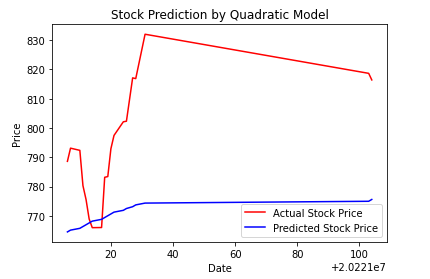 Stock Prediction by Quadratic Model
830
820
810
800
790
780
770
Price
20 40 60 80 100
Date
+2.0221e7
Actual Stock Price
Predicted Stock Price